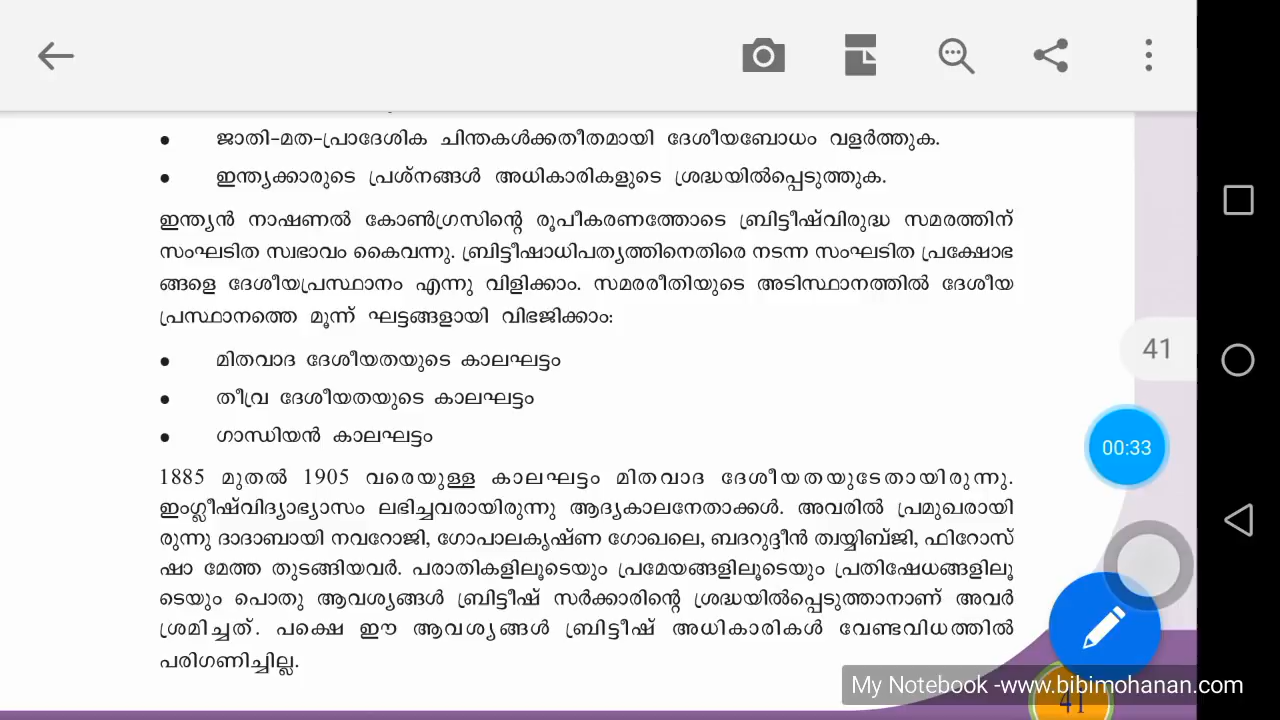 ജാതി-മത-പ്രാദേശിക ചിന്തകൾക്കതീതമായി ദേശീയബോധം വളർത്തുക.
ഇന്ത്യക്കാരുടെ പ്രശ്നങ്ങൾ അധികാരികളുടെ ശ്രദ്ധയിൽപ്പെടുത്തുക.
ഇന്ത്യൻ നാഷണൽ കോൺഗ്രസിന്റെ രൂപീകരണത്തോടെ ബ്രിട്ടീഷ്‌വിരുദ്ധ സമരത്തിന്
സംഘടിത സ്വഭാവം കൈവന്നു. ബ്രിട്ടീഷാധിപത്യത്തിനെതിരെ നടന്ന സംഘടിത പ്രക്ഷോഭ
ങ്ങളെ ദേശീയപ്രസ്ഥാനം എന്നു വിളിക്കാം. സമരരീതിയുടെ അടിസ്ഥാനത്തിൽ ദേശീയ
പ്രസ്ഥാനത്തെ മൂന്ന് ഘട്ടങ്ങളായി വിഭജിക്കാം:
മിതവാദ ദേശീയതയുടെ കാലഘട്ടം
41
തീവ്ര ദേശീയതയുടെ കാലഘട്ടം
ഗാന്ധിയൻ കാലഘട്ടം
00:33
1885 മുതൽ 1905 വരെയുള്ള കാലഘട്ടം മിതവാദ ദേശീയതയുടേതായിരുന്നു.
ഇംഗ്ലീഷ്‌വിദ്യാഭ്യാസം ലഭിച്ചവരായിരുന്നു ആദ്യകാലനേതാക്കൾ. അവരിൽ പ്രമുഖരായി
രുന്നു ദാദാബായി നവറോജി, ഗോപാലകൃഷ്ണ ഗോഖലെ, ബദറുദ്ദീൻ ത്വയ്യിബ്ജി, ഫിറോസ്
ഷാ മേത്ത തുടങ്ങിയവർ. പരാതികളിലൂടെയും പ്രമേയങ്ങളിലൂടെയും പ്രതിഷേധങ്ങളിലൂ
ടെയും പൊതു ആവശ്യങ്ങൾ ബ്രിട്ടീഷ് സർക്കാരിന്റെ ശ്രദ്ധയിൽപ്പെടുത്താനാണ് അവർ
ശ്രമിച്ചത്. പക്ഷെ ഈ ആവശ്യങ്ങൾ ബ്രിട്ടീഷ് അധികാരികൾ വേണ്ടവിധത്തിൽ
പരിഗണിച്ചില്ല.
My Notebook -www.bibimohanan.com
41